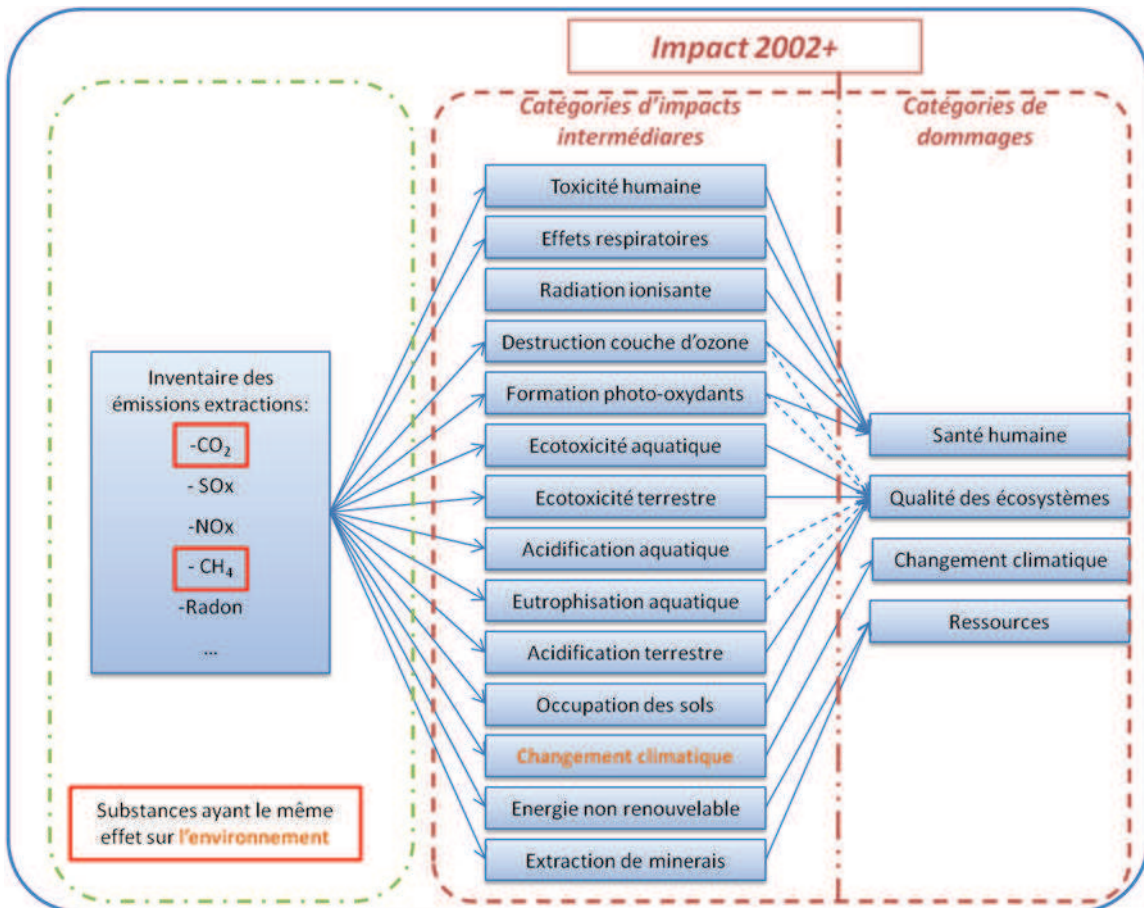 Impact 2002+
Catégories d'impacts
intermédiares
Catégories de
dommages
Inventaire des
émissions extractions:
-CO₂
- SOx
-NOx
- CH₄
-Radon
...
Substances ayant le même
effet sur l'environnement
Toxicité humaine
Effets respiratoires
Radiation ionisante
Destruction couche d'ozone
Formation photo-oxydants
Ecotoxicité aquatique
Ecotoxicité terrestre
Acidification aquatique
Eutrophisation aquatique
Acidification terrestre
Occupation des sols
Changement climatique
Energie non renouvelable
Extraction de minerais
Santé humaine
Qualité des écosystèmes
Changement climatique
Ressources